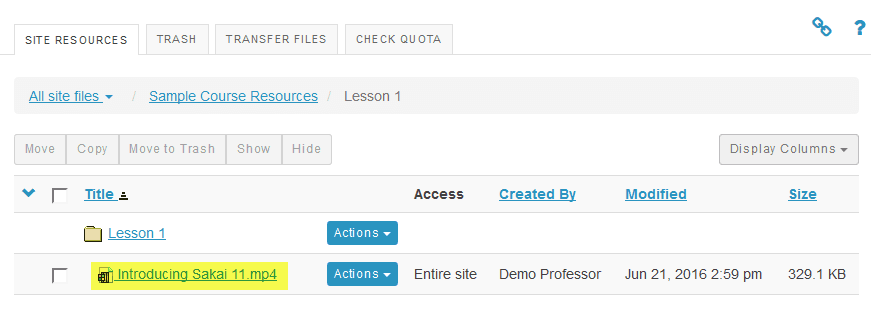 SITE RESOURCES TRASH TRANSFER FILES CHECK QUOTA ?
All site files / Sample Course Resources / Lesson 1
Move Copy Move to Trash Show Hide Display Columns
Title Access Created By Modified Size
Lesson 1 Actions
Introducing Sakai 11.mp4 Actions Entire site Demo Professor Jun 21, 2016 2:59 pm 329.1 KB